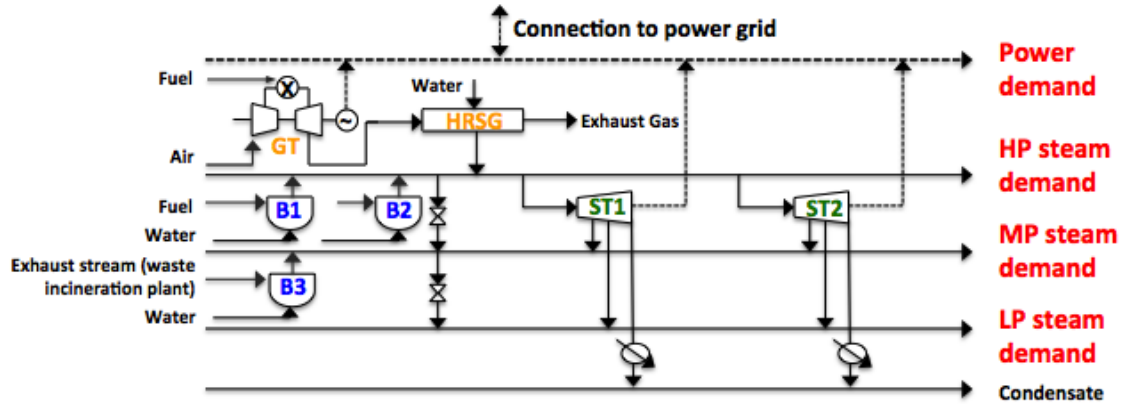 Connection to power grid
Power
demand
Fuel
Water
X
~
HRSG
Exhaust Gas
GT
Air
HP steam
demand
Fuel
B1
B2
ST1
ST2
Water
MP steam
demand
Exhaust stream (waste
incineration plant)
B3
Water
LP steam
demand
Condensate